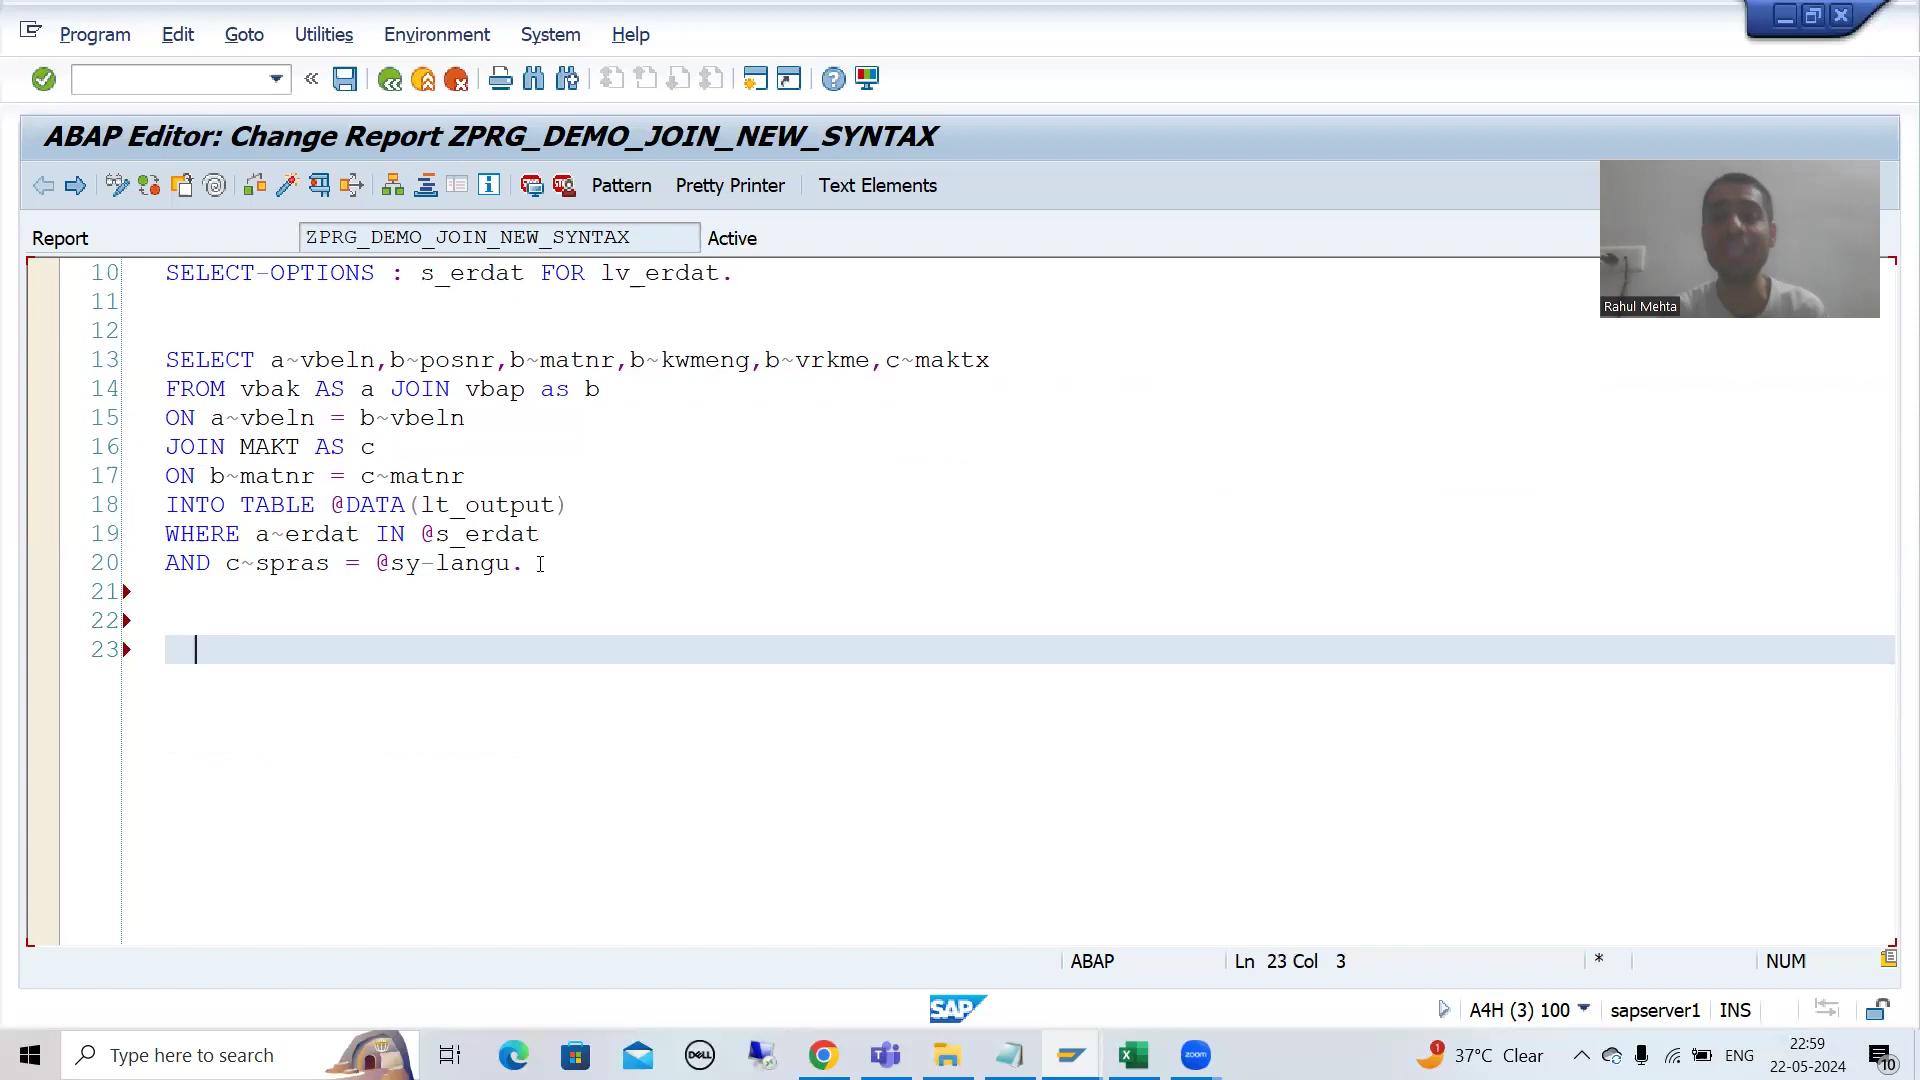 Program Edit Goto Utilities Environment System Help
ABAP Editor: Change Report ZPRG_DEMO_JOIN_NEW_SYNTAX
Pattern Pretty Printer Text Elements
Report ZPRG_DEMO_JOIN_NEW_SYNTAX Active
Rahul Mehta
10 SELECT-OPTIONS : s_erdat FOR lv_erdat.
11
12
13 SELECT a~vbeln,b~posnr,b~matnr,b~kwmeng,b~vrkme,c~maktx
14 FROM vbak AS a JOIN vbap as b
15 ON a~vbeln = b~vbeln
16 JOIN MAKT AS c
17 ON b~matnr = c~matnr
18 INTO TABLE @DATA(lt_output)
19 WHERE a~erdat IN @s_erdat
20 AND c~spras = @sy-langu.
21
22
23
ABAP Ln 23 Col 3 * NUM
SAP A4H (3) 100 sapserver1 INS
Type here to search DELL zoom 1 37°C Clear ENG 22:59
22-05-2024 10